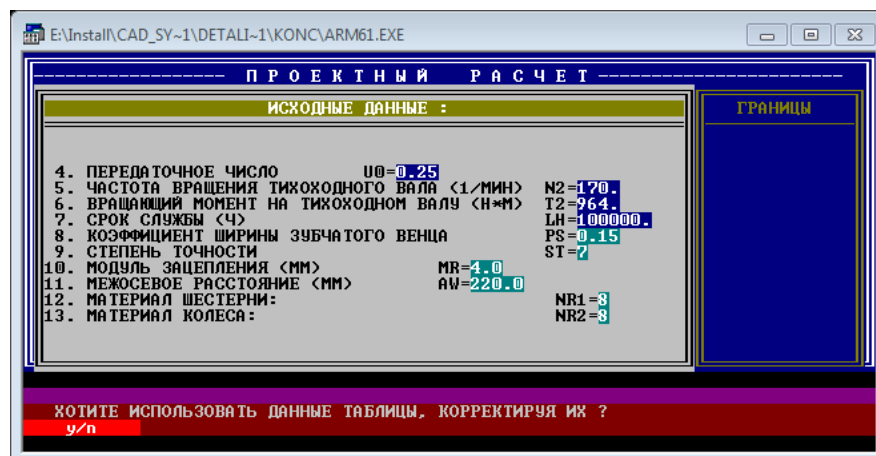 E:\Install\CAD_SY~1\DETALI~1\KONC\ARM61.EXE
ПРОЕКТНЫЙ РАСЧЕТ
ИСХОДНЫЕ ДАННЫЕ :
ГРАНИЦЫ
4. ПЕРЕДАТОЧНОЕ ЧИСЛО U0=0.25
5. ЧАСТОТА ВРАЩЕНИЯ ТИХОХОДНОГО ВАЛА (1/МИН) N2=170.
6. ВРАЩАЮЩИЙ МОМЕНТ НА ТИХОХОДНОМ ВАЛУ (Н*М) T2=964.
7. СРОК СЛУЖБЫ (Ч) LH=100000.
8. КОЭФФИЦИЕНТ ШИРИНЫ ЗУБЧАТОГО ВЕНЦА PS=0.15
9. СТЕПЕНЬ ТОЧНОСТИ ST=7
10. МОДУЛЬ ЗАЦЕПЛЕНИЯ (ММ) MR=4.0
11. МЕЖОСЕВОЕ РАССТОЯНИЕ (ММ) AW=220.0
12. МАТЕРИАЛ ШЕСТЕРНИ: NR1=8
13. МАТЕРИАЛ КОЛЕСА: NR2=8
ХОТИТЕ ИСПОЛЬЗОВАТЬ ДАННЫЕ ТАБЛИЦЫ, КОРРЕКТИРУЯ ИХ ?
y/n